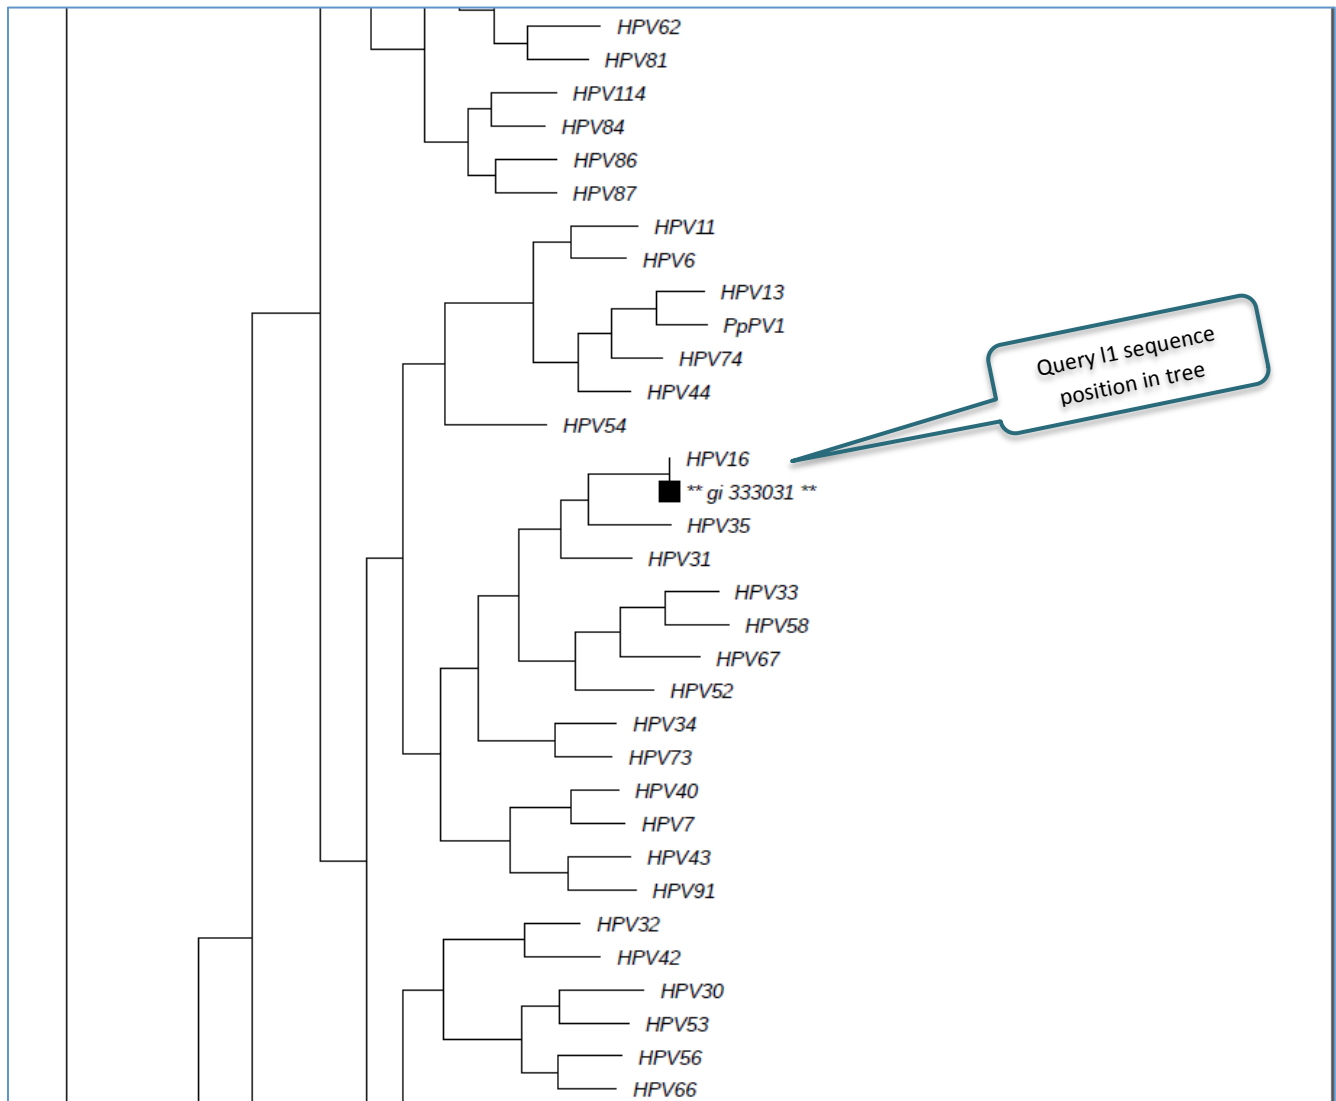 HPV62
HPV81
HPV114
HPV84
HPV86
HPV87
HPV11
HPV6
HPV13
PpPV1
HPV74
HPV44
HPV54
Query l1 sequence
position in tree
HPV16
** gi 333031 **
HPV35
HPV31
HPV33
HPV58
HPV67
HPV52
HPV34
HPV73
HPV40
HPV7
HPV43
HPV91
HPV32
HPV42
HPV30
HPV53
HPV56
HPV66